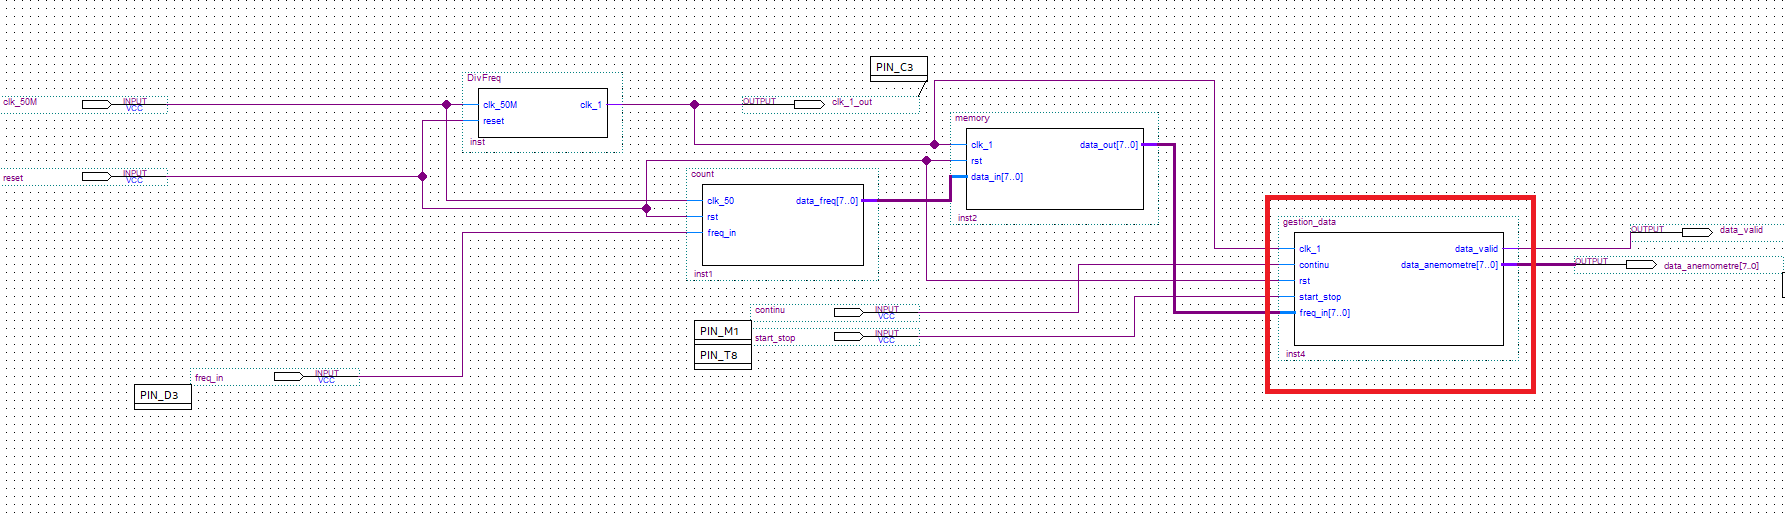 PIN_C3
DivFreq
clk_50M
INPUT
VCC
clk_50M
clk_1
OUTPUT
clk_1_out
reset
inst
memory
clk_1
data_out[7..0]
rst
data_in[7..0]
inst2
reset
INPUT
VCC
count
clk_50
data_freq[7..0]
rst
freq_in
inst1
gestion_data
clk_1
data_valid
continu
data_anemometre[7..0]
rst
start_stop
freq_in[7..0]
inst4
OUTPUT
data_valid
OUTPUT
data_anemometre[7..0]
continu
INPUT
VCC
PIN_M1
start_stop
INPUT
VCC
PIN_T8
freq_in
INPUT
VCC
PIN_D3